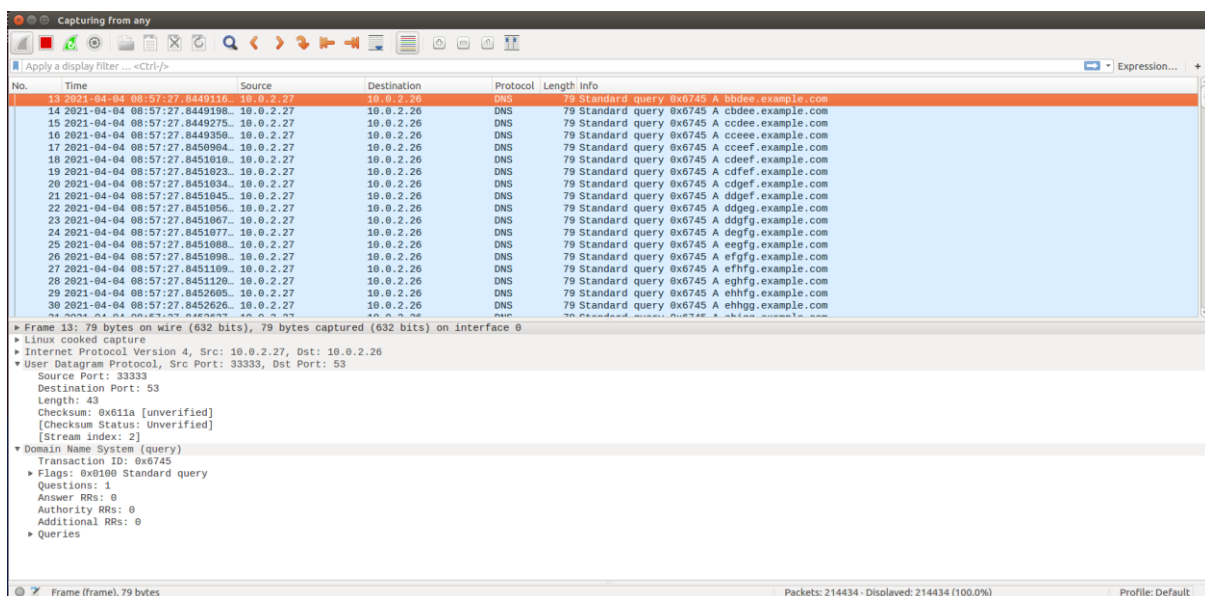 Capturing from any
Apply a display filter ... <Ctrl-/>
Expression... +
No. Time Source Destination Protocol Length Info
13 2021-04-04 08:57:27.8449116… 10.0.2.27 10.0.2.26 DNS 79 Standard query 0x6745 A bbdee.example.com
14 2021-04-04 08:57:27.8449198… 10.0.2.27 10.0.2.26 DNS 79 Standard query 0x6745 A cbdee.example.com
15 2021-04-04 08:57:27.8449275… 10.0.2.27 10.0.2.26 DNS 79 Standard query 0x6745 A ccdee.example.com
16 2021-04-04 08:57:27.8449350… 10.0.2.27 10.0.2.26 DNS 79 Standard query 0x6745 A cceee.example.com
17 2021-04-04 08:57:27.8450904… 10.0.2.27 10.0.2.26 DNS 79 Standard query 0x6745 A cceef.example.com
18 2021-04-04 08:57:27.8451010… 10.0.2.27 10.0.2.26 DNS 79 Standard query 0x6745 A cdeef.example.com
19 2021-04-04 08:57:27.8451023… 10.0.2.27 10.0.2.26 DNS 79 Standard query 0x6745 A cdfef.example.com
20 2021-04-04 08:57:27.8451034… 10.0.2.27 10.0.2.26 DNS 79 Standard query 0x6745 A cdgef.example.com
21 2021-04-04 08:57:27.8451045… 10.0.2.27 10.0.2.26 DNS 79 Standard query 0x6745 A ddgef.example.com
22 2021-04-04 08:57:27.8451056… 10.0.2.27 10.0.2.26 DNS 79 Standard query 0x6745 A ddgeg.example.com
23 2021-04-04 08:57:27.8451067… 10.0.2.27 10.0.2.26 DNS 79 Standard query 0x6745 A ddgfg.example.com
24 2021-04-04 08:57:27.8451077… 10.0.2.27 10.0.2.26 DNS 79 Standard query 0x6745 A degfg.example.com
25 2021-04-04 08:57:27.8451088… 10.0.2.27 10.0.2.26 DNS 79 Standard query 0x6745 A eegfg.example.com
26 2021-04-04 08:57:27.8451098… 10.0.2.27 10.0.2.26 DNS 79 Standard query 0x6745 A efgfg.example.com
27 2021-04-04 08:57:27.8451109… 10.0.2.27 10.0.2.26 DNS 79 Standard query 0x6745 A efhfg.example.com
28 2021-04-04 08:57:27.8451120… 10.0.2.27 10.0.2.26 DNS 79 Standard query 0x6745 A eghfg.example.com
29 2021-04-04 08:57:27.8452605… 10.0.2.27 10.0.2.26 DNS 79 Standard query 0x6745 A ehhfg.example.com
30 2021-04-04 08:57:27.8452626… 10.0.2.27 10.0.2.26 DNS 79 Standard query 0x6745 A ehhgg.example.com
Frame 13: 79 bytes on wire (632 bits), 79 bytes captured (632 bits) on interface 0
Linux cooked capture
Internet Protocol Version 4, Src: 10.0.2.27, Dst: 10.0.2.26
User Datagram Protocol, Src Port: 33333, Dst Port: 53
Source Port: 33333
Destination Port: 53
Length: 43
Checksum: 0x611a [unverified]
[Checksum Status: Unverified]
[Stream index: 2]
Domain Name System (query)
Transaction ID: 0x6745
Flags: 0x0100 Standard query
Questions: 1
Answer RRs: 0
Authority RRs: 0
Additional RRs: 0
Queries
Frame (frame), 79 bytes Packets: 214434 · Displayed: 214434 (100.0%) Profile: Default